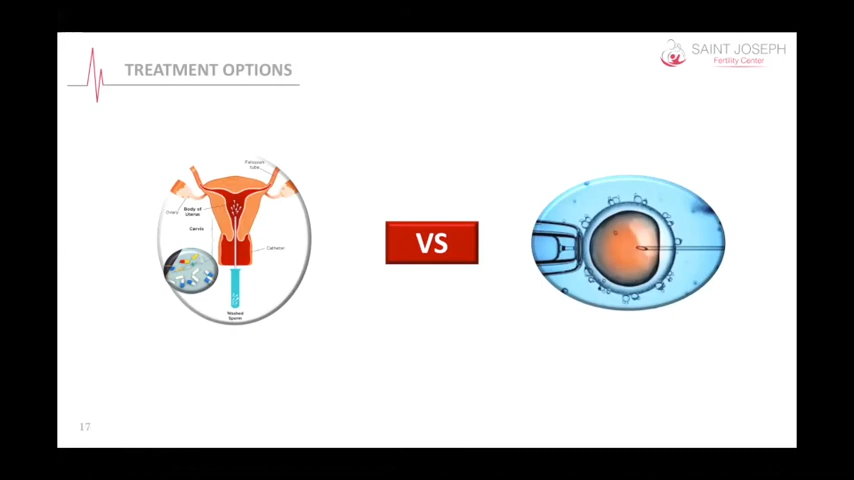 TREATMENT OPTIONS
SAINT JOSEPH
Fertility Center
Fallopian
tube
Ovary
Body of
Uterus
Cervix
Catheter
VS
Washed
Sperm
17